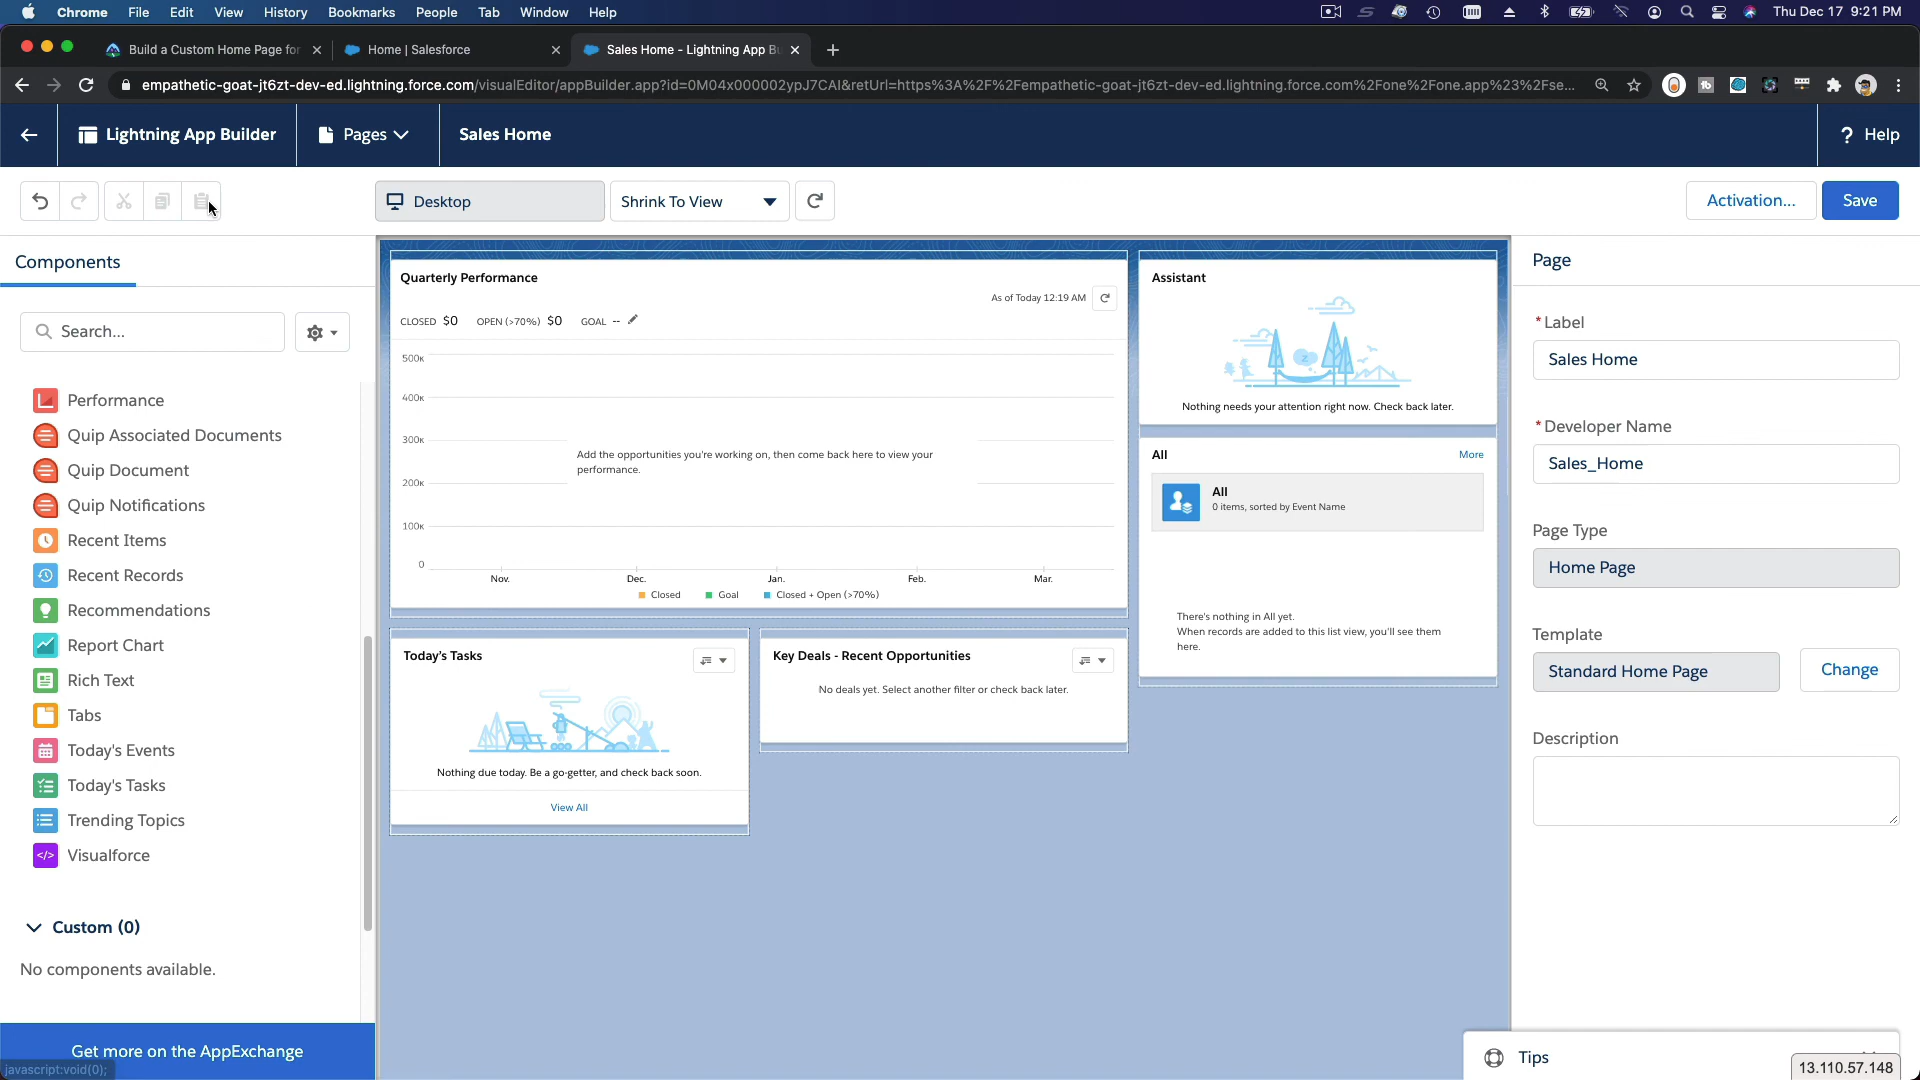 Chrome File Edit View History Bookmarks People Tab Window Help
Thu Dec 17 9:21 PM
Build a Custom Home Page for
Home | Salesforce
Sales Home - Lightning App Bu
empathetic-goat-jt6zt-dev-ed.lightning.force.com/visualEditor/appBuilder.app?id=0M04x000002ypJ7CAI&retUrl=https%3A%2F%2Fempathetic-goat-jt6zt-dev-ed.lightning.force.com%2Fone%2Fone.app%23%2Fse...
Lightning App Builder
Pages
Sales Home
? Help
Desktop
Shrink To View
Activation...
Save
Components
Search...
Performance
Quip Associated Documents
Quip Document
Quip Notifications
Recent Items
Recent Records
Recommendations
Report Chart
Rich Text
Tabs
Today's Events
Today's Tasks
Trending Topics
Visualforce
Custom (0)
No components available.
Get more on the AppExchange
javascript:void(0);
Quarterly Performance
As of Today 12:19 AM
CLOSED $0 OPEN (>70%) $0 GOAL --
500K
400K
300K
200K
100K
0
Add the opportunities you're working on, then come back here to view your
performance.
Nov. Dec. Jan. Feb. Mar.
Closed Goal Closed + Open (>70%)
Today's Tasks
Nothing due today. Be a go-getter, and check back soon.
View All
Key Deals - Recent Opportunities
No deals yet. Select another filter or check back later.
Assistant
Nothing needs your attention right now. Check back later.
All
More
All
0 items, sorted by Event Name
There's nothing in All yet.
When records are added to this list view, you'll see them
here.
Page
* Label
Sales Home
* Developer Name
Sales_Home
Page Type
Home Page
Template
Standard Home Page
Change
Description
Tips
13.110.57.148